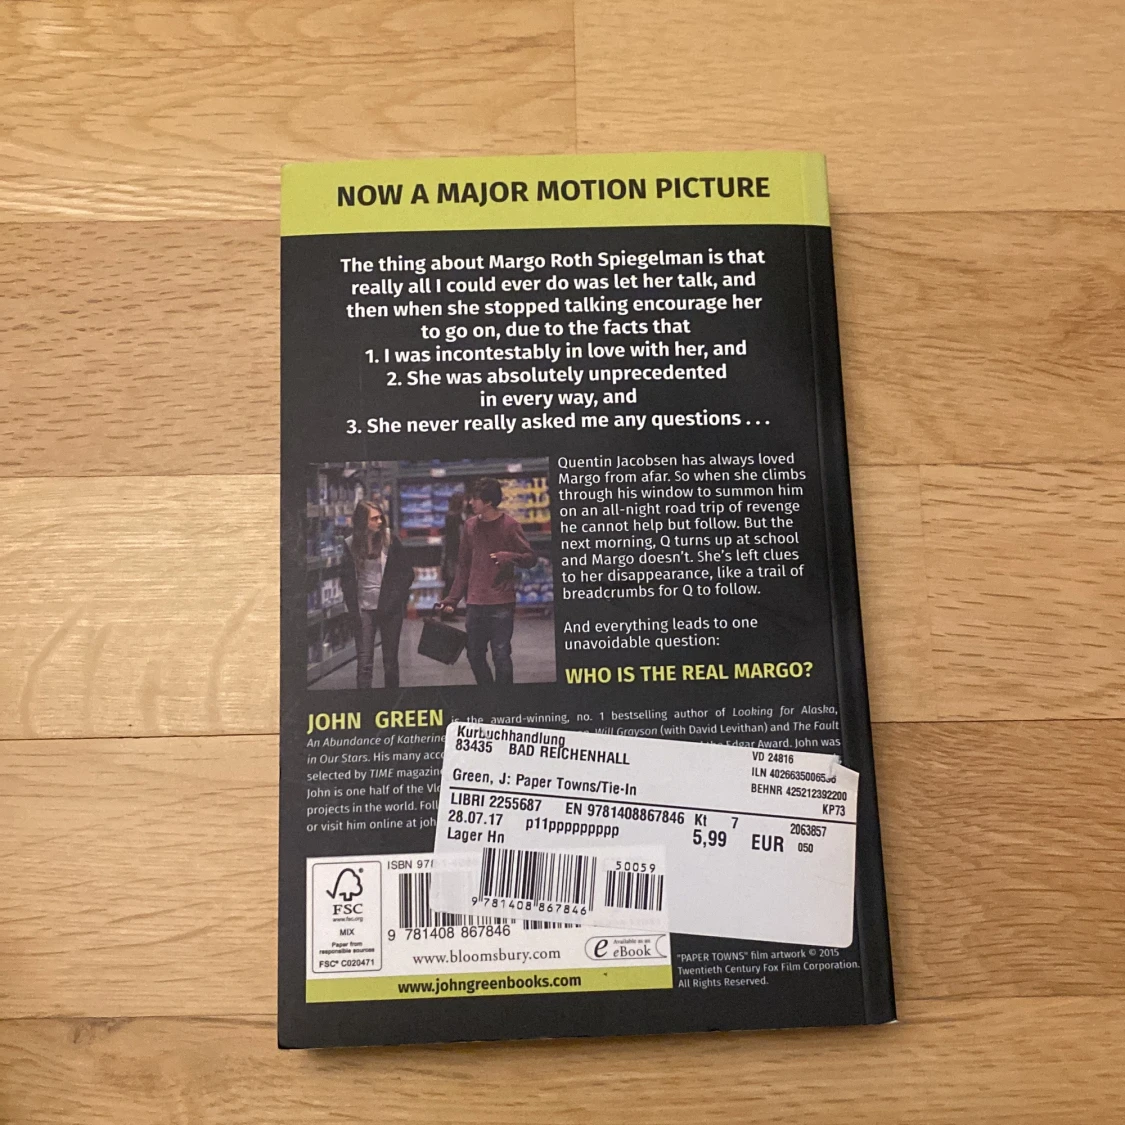 NOW A MAJOR MOTION PICTURE
The thing about Margo Roth Spiegelman is that
really all I could ever do was let her talk, and
then when she stopped talking encourage her
to go on, due to the facts that
1. I was incontestably in love with her, and
2. She was absolutely unprecedented
in every way, and
3. She never really asked me any questions . . .
Quentin Jacobsen has always loved
Margo from afar. So when she climbs
through his window to summon him
on an all-night road trip of revenge
he cannot help but follow. But the
next morning, Q turns up at school
and Margo doesn't. She's left clues
to her disappearance, like a trail of
breadcrumbs for Q to follow.
And everything leads to one
unavoidable question:
WHO IS THE REAL MARGO?
JOHN GREEN is the award-winning, no. 1 bestselling author of Looking for Alaska,
An Abundance of Katherine Will Grayson (with David Levithan) and The Fault
in Our Stars. His many acc Edgar Award. John was
selected by TIME magazin
John is one half of the Vl
projects in the world. Foll
or visit him online at joh
Kurbuchhandlung
83435 BAD REICHENHALL
VD 24816
ILN 4026635006536
BEHNR 425212392200
KP73
Green, J: Paper Towns/Tie-In
LIBRI 2255687 EN 9781408867846 Kt 7
2063857
28.07.17 p11ppppppppp 5,99 EUR 050
Lager Hn
50059
9 781408 867846
ISBN 978
9 781408 867846
FSC
www.fsc.org
MIX
Paper from
responsible sources
FSC® C020471
www.bloomsbury.com
e Available as an
eBook
www.johngreenbooks.com
"PAPER TOWNS" film artwork © 2015
Twentieth Century Fox Film Corporation.
All Rights Reserved.